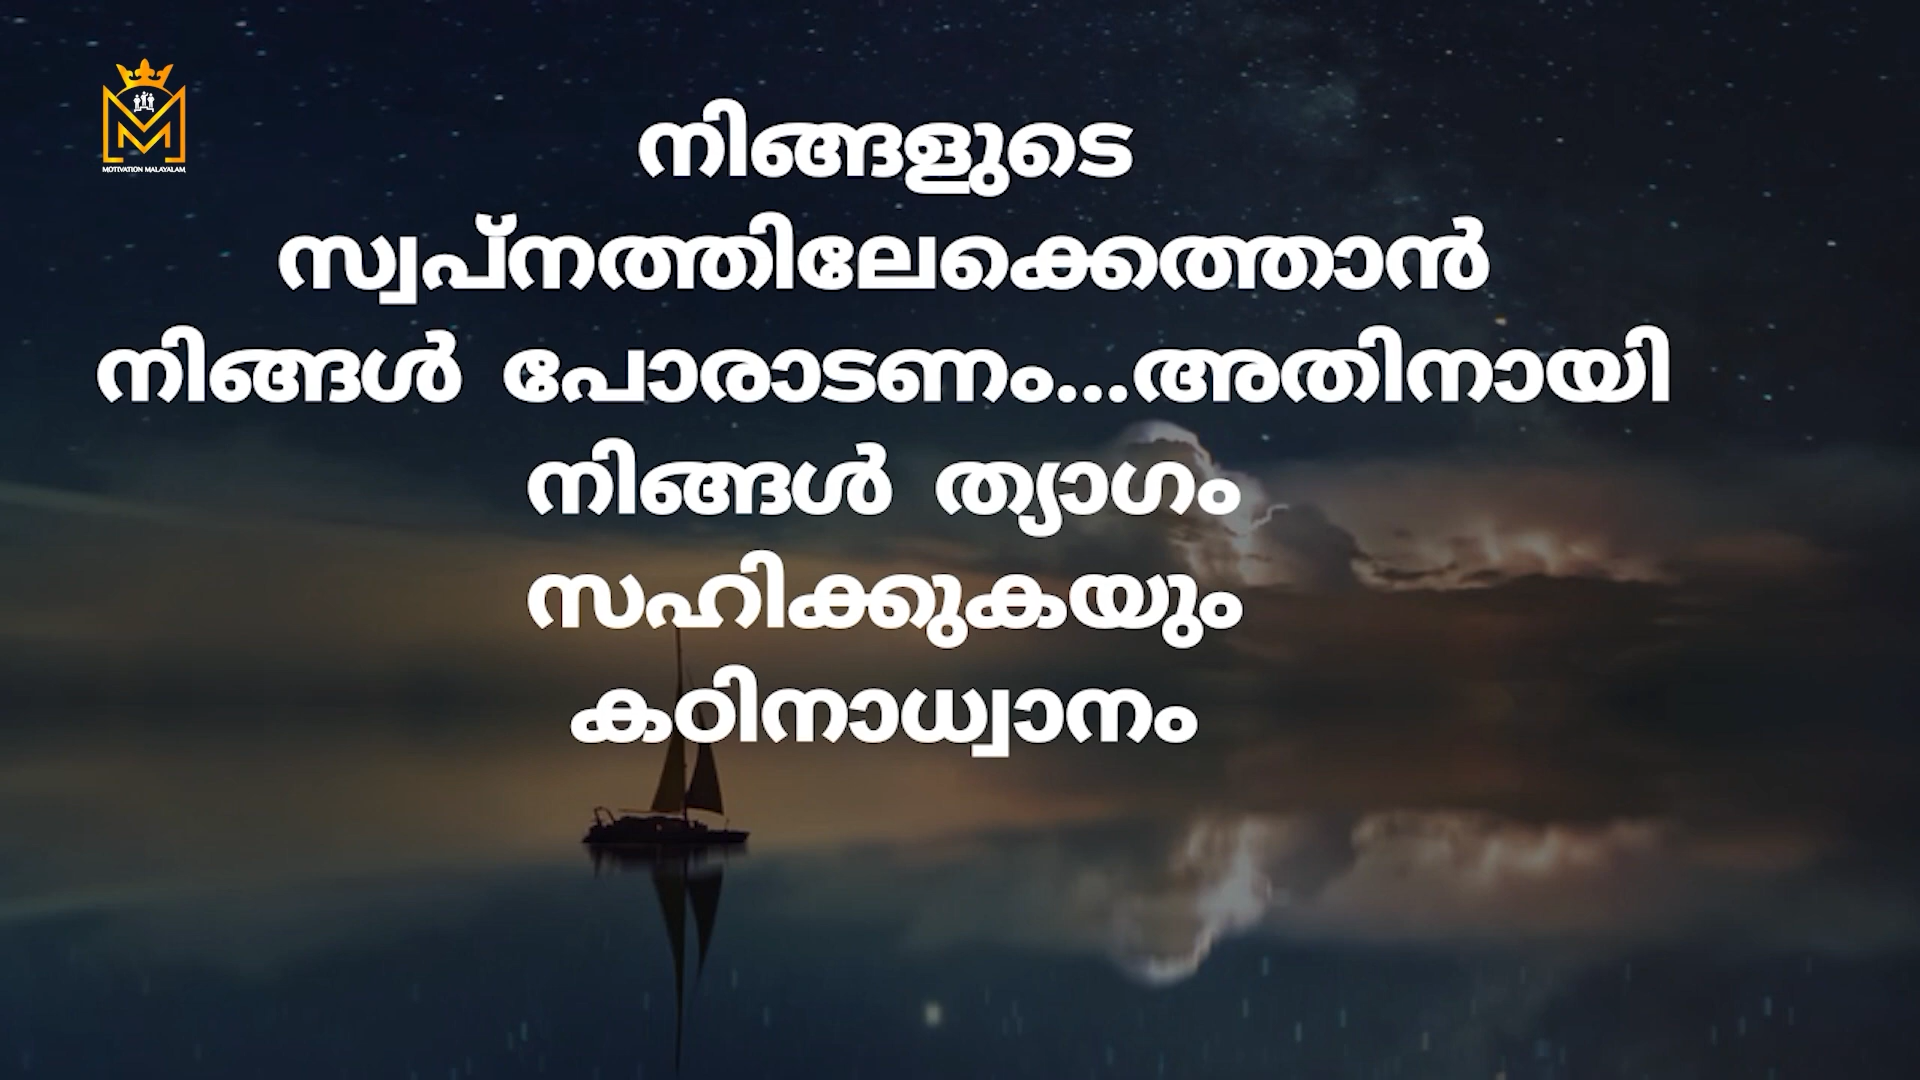 MOTIVATION MALAYALAM
നിങ്ങളുടെ
സ്വപ്നത്തിലേക്കെത്താൻ
നിങ്ങൾ പോരാടണം...അതിനായി
നിങ്ങൾ ത്യാഗം
സഹിക്കുകയും
കഠിനാധ്വാനം